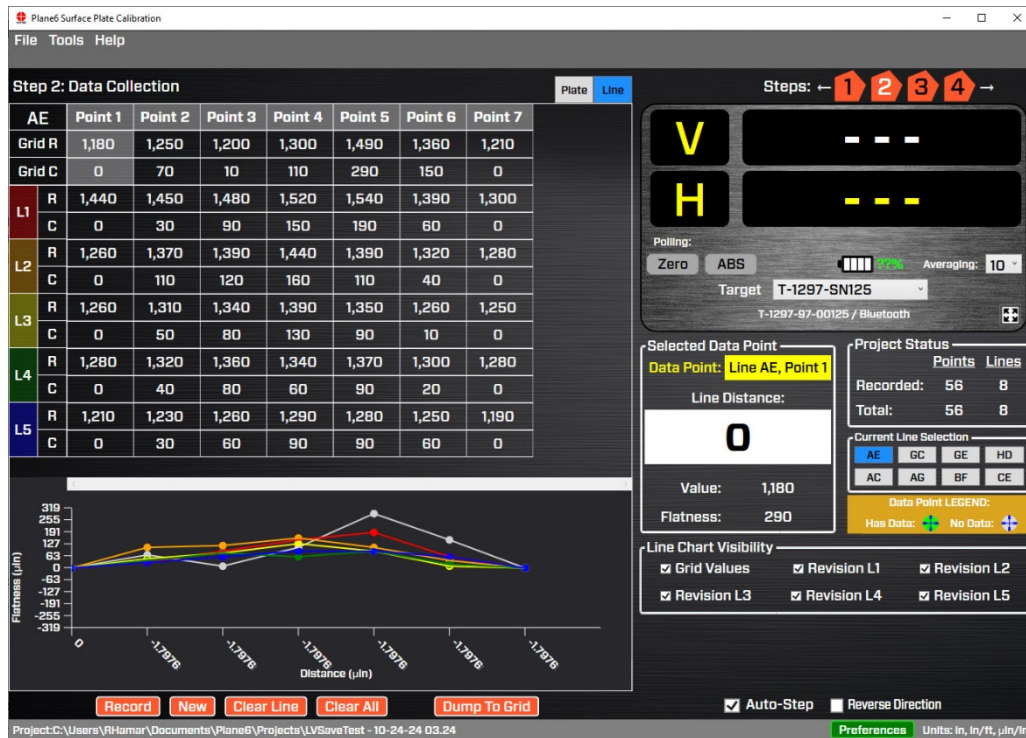 Plane6 Surface Plate Calibration
File Tools Help
Step 2: Data Collection
Plate Line
Steps: ← 1 2 3 4 →
AE Point 1 Point 2 Point 3 Point 4 Point 5 Point 6 Point 7
Grid R 1,180 1,250 1,200 1,300 1,490 1,360 1,210
Grid C 0 70 10 110 290 150 0
L1 R 1,440 1,450 1,480 1,520 1,540 1,390 1,300
C 0 30 90 150 190 60 0
L2 R 1,260 1,370 1,390 1,440 1,390 1,320 1,280
C 0 110 120 160 110 40 0
L3 R 1,260 1,310 1,340 1,390 1,350 1,260 1,250
C 0 50 80 130 90 10 0
L4 R 1,280 1,320 1,360 1,340 1,370 1,300 1,280
C 0 40 80 60 90 20 0
L5 R 1,210 1,230 1,260 1,290 1,280 1,250 1,190
C 0 30 60 90 90 60 0
V - - -
H - - -
Polling:
Zero ABS ??% Averaging: 10
Target T-1297-SN125
T-1297-97-00125 / Bluetooth
Selected Data Point
Data Point: Line AE, Point 1
Line Distance:
0
Value: 1,180
Flatness: 290
Project Status
Points Lines
Recorded: 56 8
Total: 56 8
Current Line Selection
AE GC GE HD
AC AG BF CE
Data Point LEGEND:
Has Data: No Data:
Line Chart Visibility
Grid Values Revision L1 Revision L2
Revision L3 Revision L4 Revision L5
Flatness (µin)
319
255
191
127
63
0
-63
-127
-191
-255
-319
0 -1.7976 -1.7976 -1.7976 -1.7976 -1.7976 -1.7976
Distance (µin)
Record New Clear Line Clear All Dump To Grid
Auto-Step Reverse Direction
Project:C:\Users\RHamar\Documents\Plane6\Projects\LVSaveTest - 10-24-24 03.24
Preferences Units: in, in/ft, µin/in